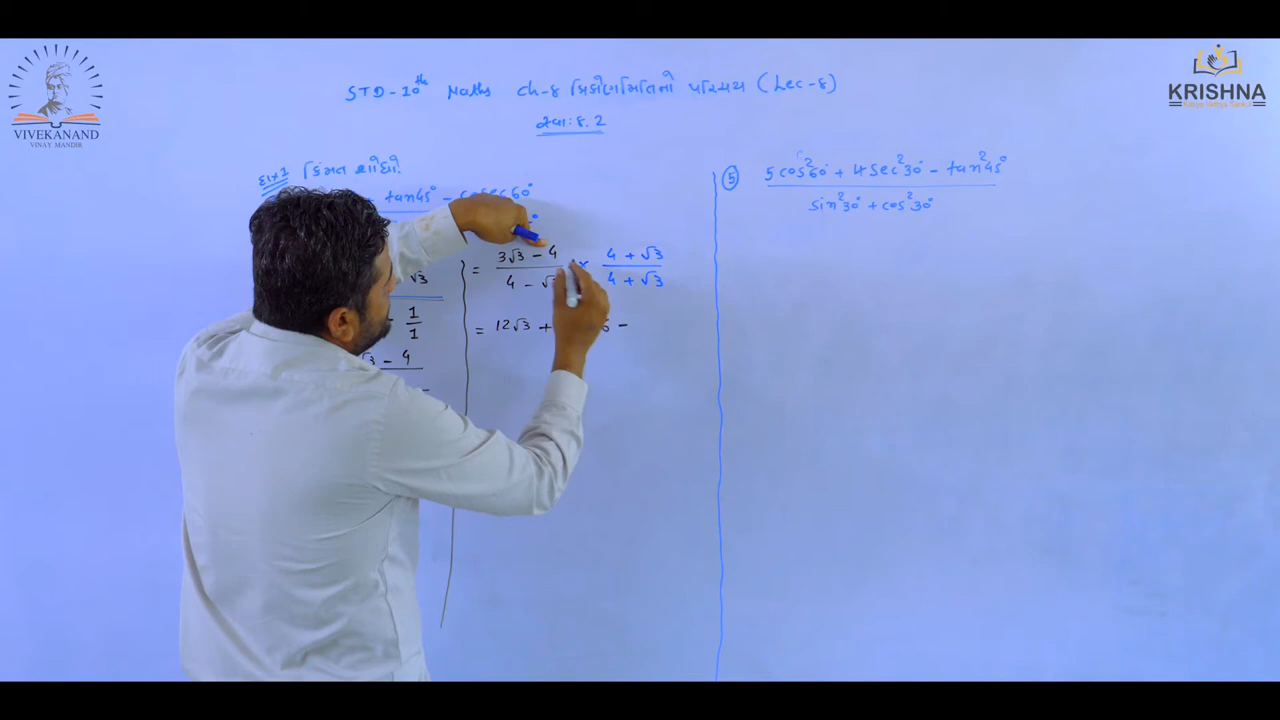 VIVEKANAND
VINAY MANDIR
KRISHNA
STD-10th Maths ch-8 ત્રિકોણમિતિનો પરિચય (Lec-8)
સ્વા: 8.2
દા-1 કિંમત શોધો
+ tan45° - cosec60°
= 3√3 - 4 / 4 - √ × 4 + √3 / 4 + √3
√3
- 1/1
√3 - 4
= 12√3 + -
⑤ 5cos²60° + 4sec²30° - tan²45°
sin²30° + cos²30°